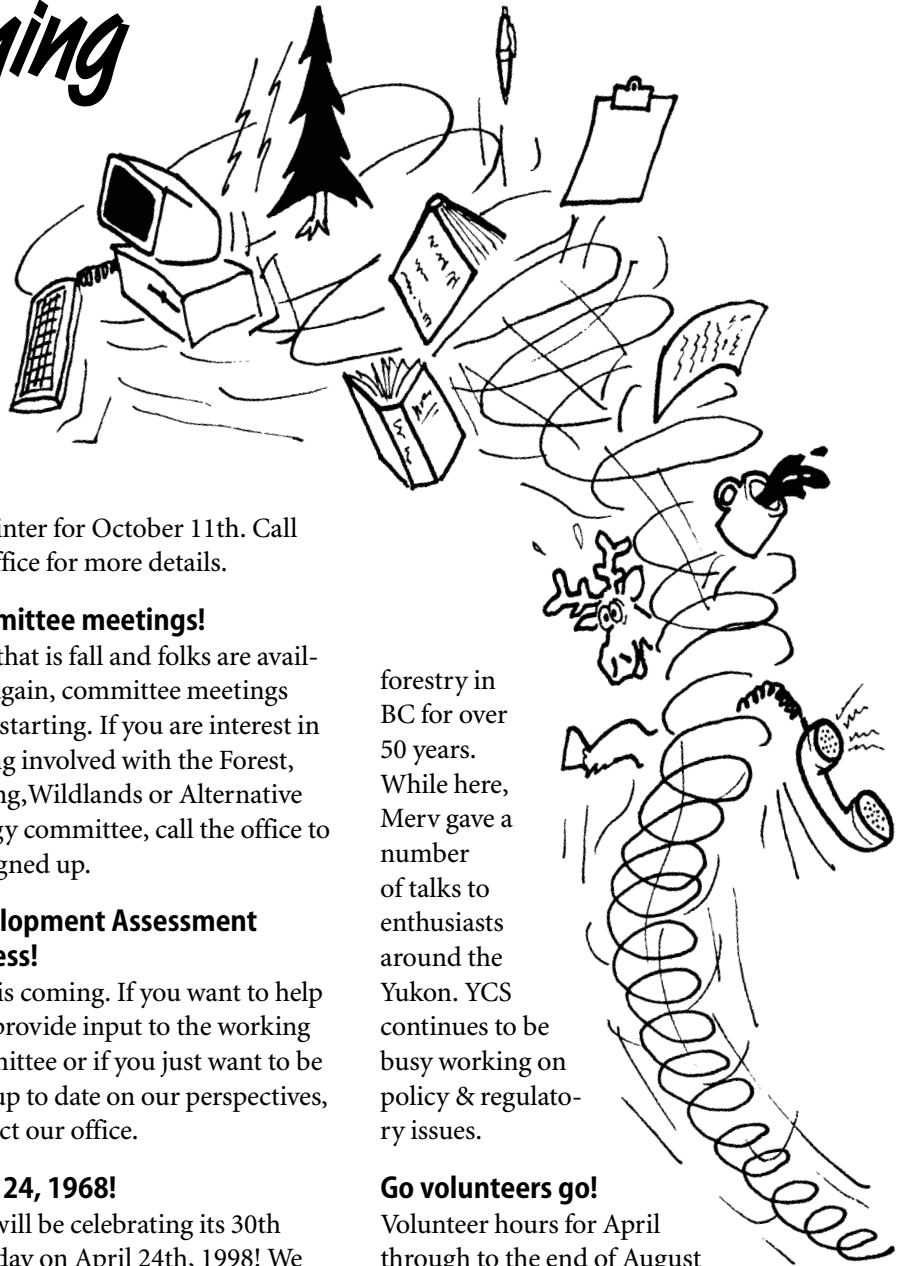 ing
inter for October 11th. Call
ffice for more details.
mittee meetings!
that is fall and folks are avail-
gain, committee meetings
starting. If you are interest in
g involved with the Forest,
ng,Wildlands or Alternative
gy committee, call the office to
gned up.
lopment Assessment
ess!
is coming. If you want to help
provide input to the working
mittee or if you just want to be
up to date on our perspectives,
ct our office.
24, 1968!
will be celebrating its 30th
day on April 24th, 1998! We
forestry in
BC for over
50 years.
While here,
Merv gave a
number
of talks to
enthusiasts
around the
Yukon. YCS
continues to be
busy working on
policy & regulato-
ry issues.
Go volunteers go!
Volunteer hours for April
through to the end of August